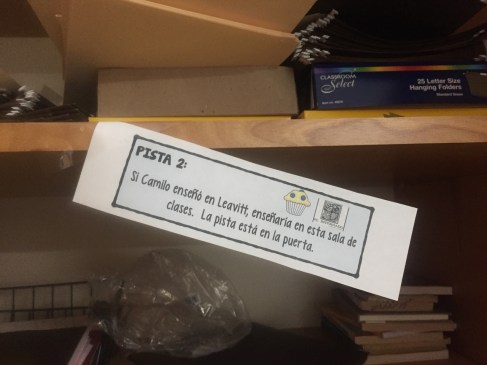 CLASSROOM
Select
25 Letter Size
Hanging Folders
PISTA 2:
Si Camilo enseñó en Leavitt, enseñaría en esta sala de
clases. La pista está en la puerta.